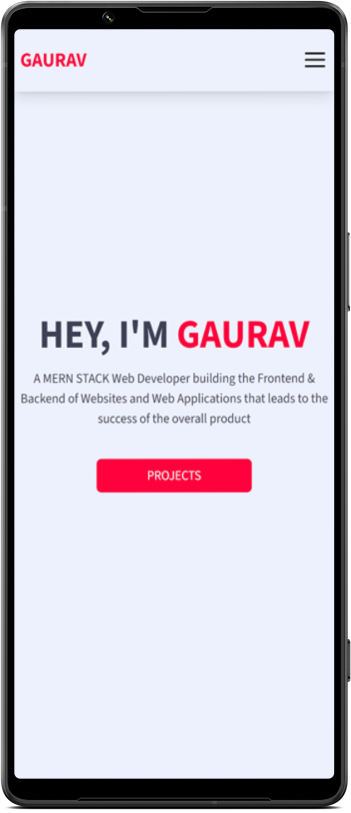 GAURAV
HEY, I'M GAURAV
A MERN STACK Web Developer building the Frontend &
Backend of Websites and Web Applications that leads to the
success of the overall product
PROJECTS